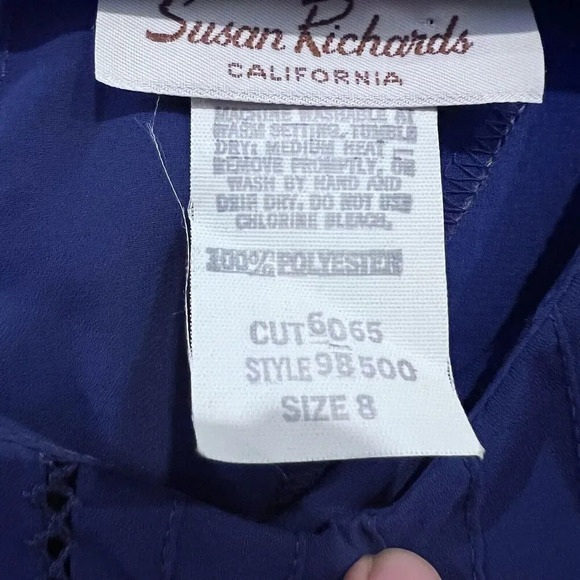 Susan Richards
CALIFORNIA
MACHINE WASHABLE AT
WARM SETTING, TUMBLE
DRY: MEDIUM HEAT
REMOVE PROMPTLY, OR
WASH BY HAND AND
DRIP DRY. DO NOT USE
CHLORINE BLEACH.
100% POLYESTER
CUT 6065
STYLE 98500
SIZE 8